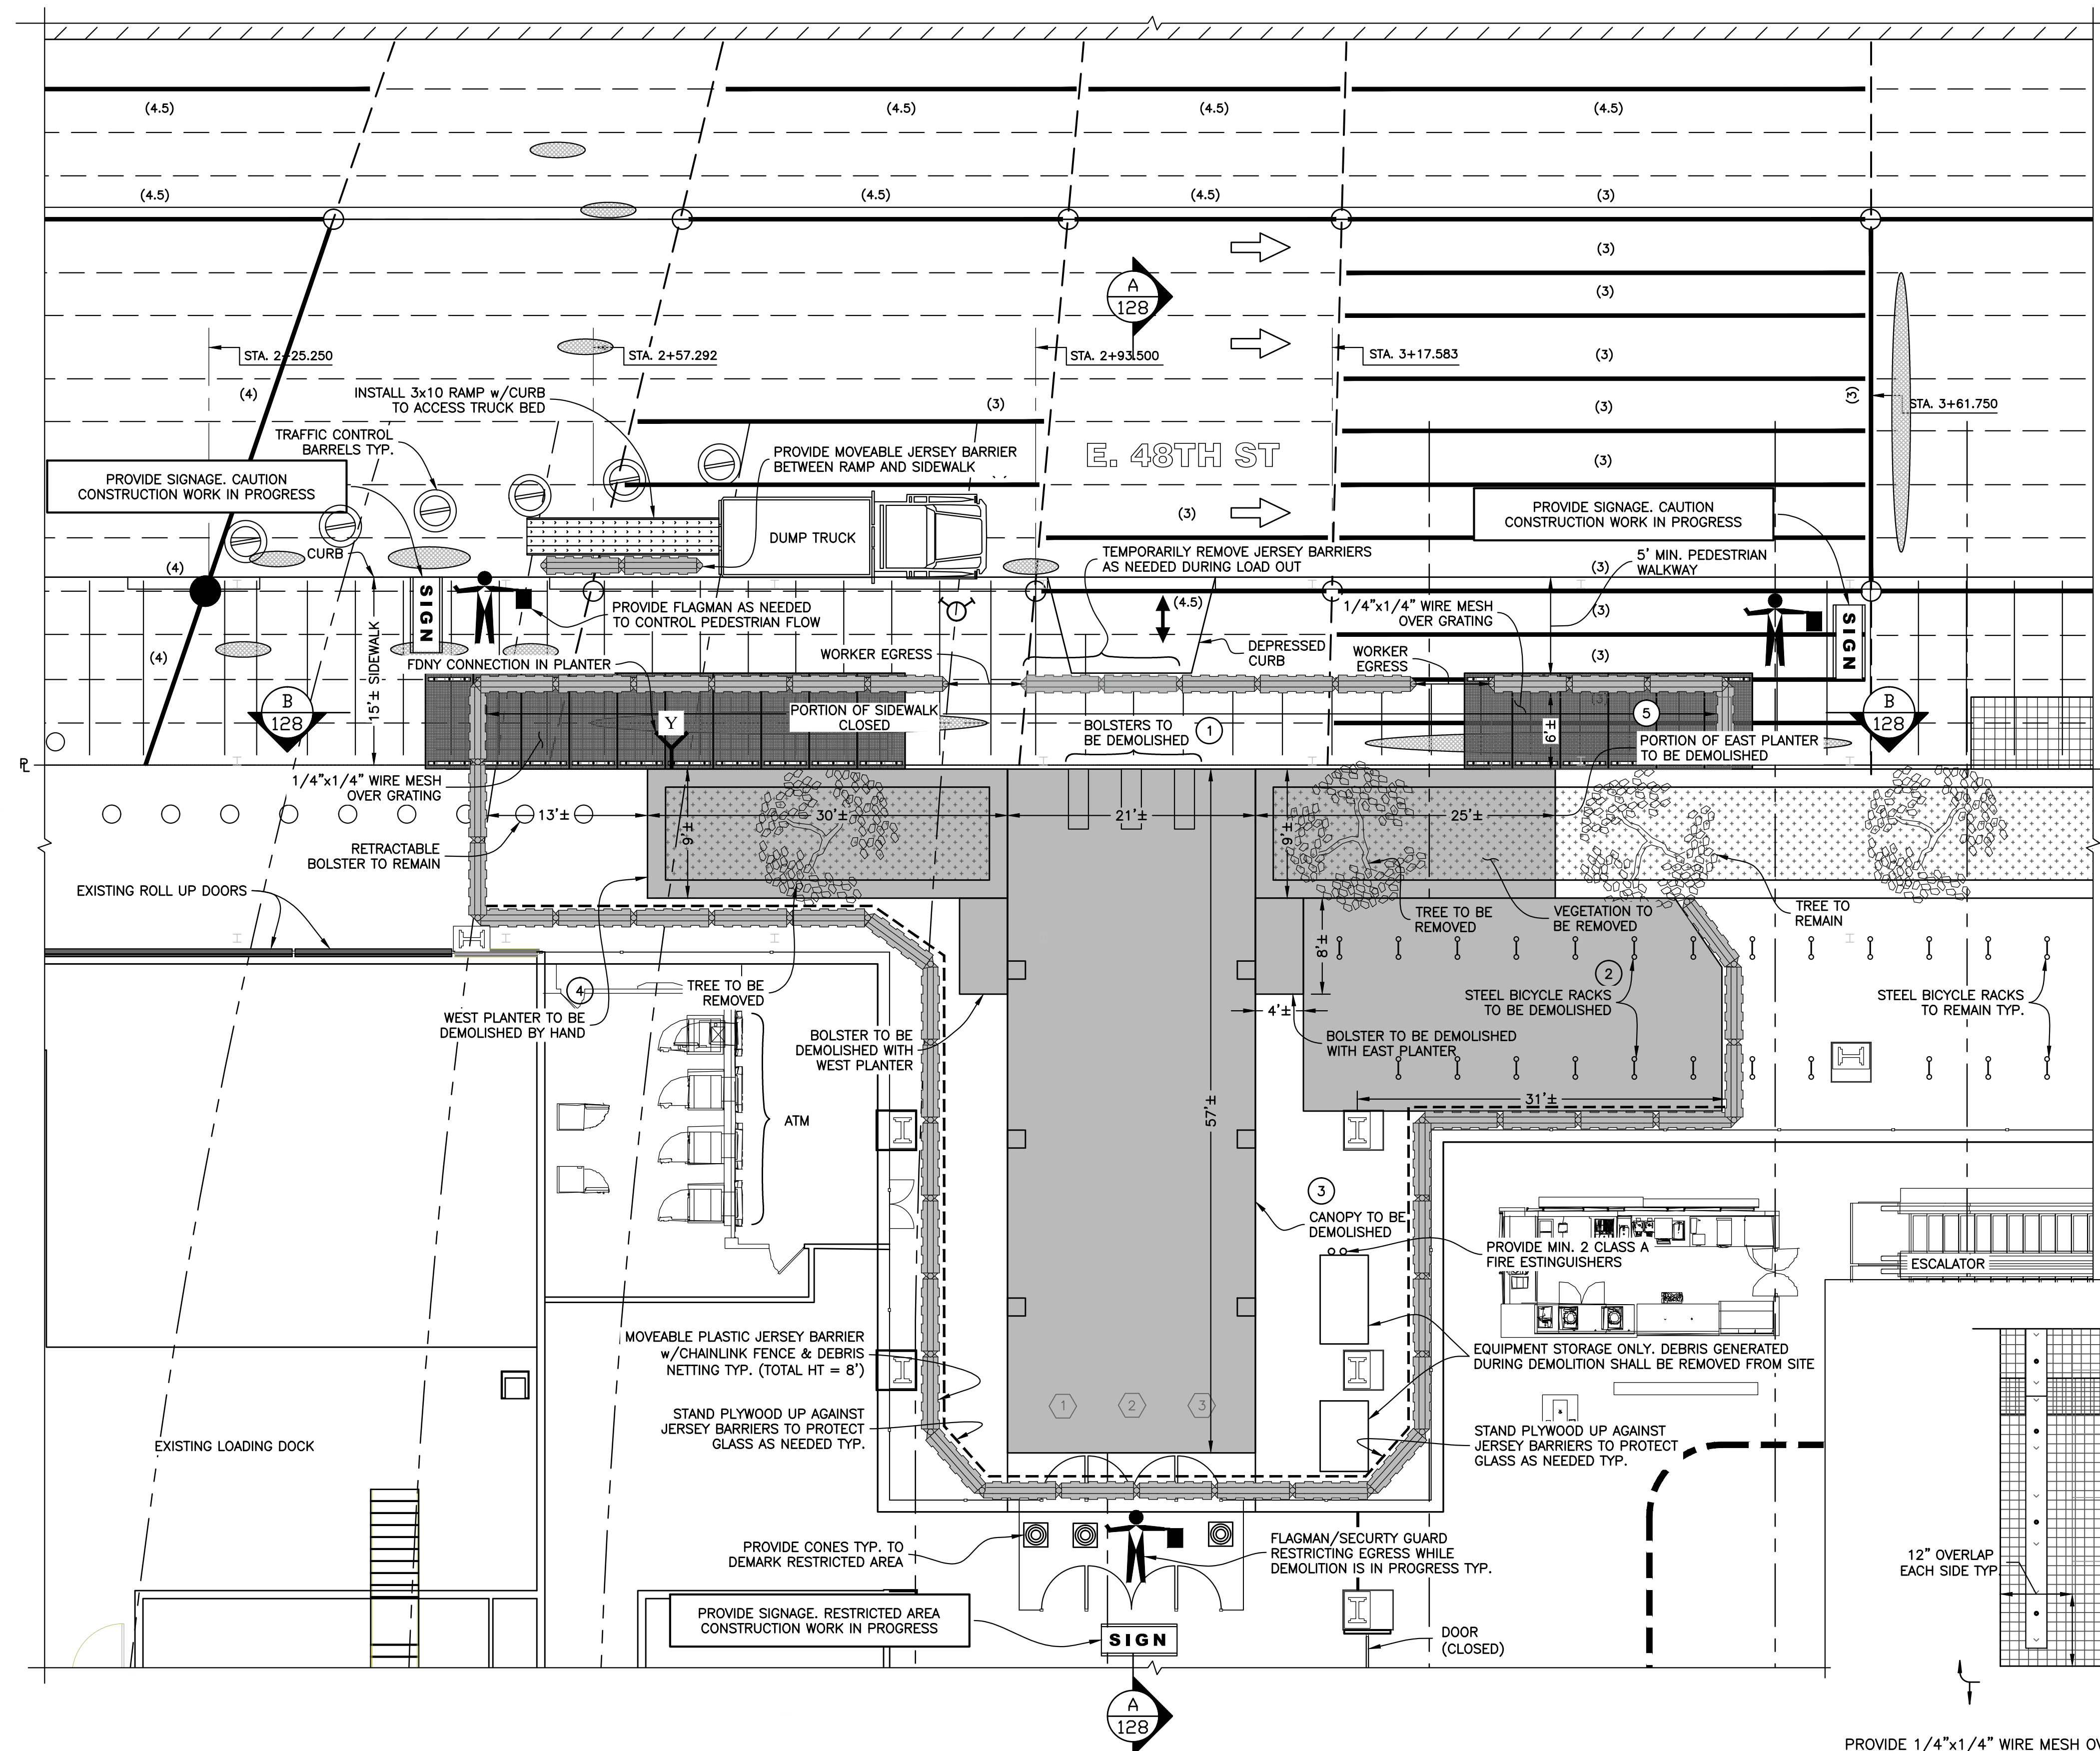 (4.5)
(4.5)
(4.5)
(4.5)
(4.5)
(4.5)
(4.5)
(3)
(3)
(3)
A
128
STA. 2+25.250
STA. 2+57.292
STA. 2+93.500
STA. 3+17.583
(3)
(3)
STA. 3+61.750
(4)
INSTALL 3x10 RAMP w/CURB
TO ACCESS TRUCK BED
(3)
(3)
TRAFFIC CONTROL
BARRELS TYP.
PROVIDE MOVEABLE JERSEY BARRIER
BETWEEN RAMP AND SIDEWALK
E. 48TH ST
(3)
PROVIDE SIGNAGE. CAUTION
CONSTRUCTION WORK IN PROGRESS
PROVIDE SIGNAGE. CAUTION
CONSTRUCTION WORK IN PROGRESS
(3)
DUMP TRUCK
CURB
TEMPORARILY REMOVE JERSEY BARRIERS
AS NEEDED DURING LOAD OUT
5' MIN. PEDESTRIAN
WALKWAY
(4)
(3)
SIGN
PROVIDE FLAGMAN AS NEEDED
TO CONTROL PEDESTRIAN FLOW
(4.5)
1/4"x1/4" WIRE MESH
OVER GRATING
(3)
SIGN
15'± SIDEWALK
(4)
FDNY CONNECTION IN PLANTER
WORKER EGRESS
DEPRESSED
CURB
WORKER
EGRESS
(3)
B
128
PORTION OF SIDEWALK
CLOSED
Y
BOLSTERS TO
BE DEMOLISHED
1
(3)
5
9'±
B
128
PORTION OF EAST PLANTER
TO BE DEMOLISHED
PL
1/4"x1/4" WIRE MESH
OVER GRATING
13'±
30'±
21'±
25'±
9'±
9'±
RETRACTABLE
BOLSTER TO REMAIN
EXISTING ROLL UP DOORS
TREE TO BE
REMOVED
VEGETATION TO
BE REMOVED
TREE TO
REMAIN
8'±
4
TREE TO BE
REMOVED
2
STEEL BICYCLE RACKS
TO BE DEMOLISHED
STEEL BICYCLE RACKS
TO REMAIN TYP.
WEST PLANTER TO BE
DEMOLISHED BY HAND
4'±
BOLSTER TO BE
DEMOLISHED WITH
WEST PLANTER
BOLSTER TO BE DEMOLISHED
WITH EAST PLANTER
57'±
31'±
ATM
3
CANOPY TO BE
DEMOLISHED
PROVIDE MIN. 2 CLASS A
FIRE ESTINGUISHERS
ESCALATOR
MOVEABLE PLASTIC JERSEY BARRIER
w/CHAINLINK FENCE & DEBRIS
NETTING TYP. (TOTAL HT = 8')
EQUIPMENT STORAGE ONLY. DEBRIS GENERATED
DURING DEMOLITION SHALL BE REMOVED FROM SITE
1
2
3
STAND PLYWOOD UP AGAINST
JERSEY BARRIERS TO PROTECT
GLASS AS NEEDED TYP.
STAND PLYWOOD UP AGAINST
JERSEY BARRIERS TO PROTECT
GLASS AS NEEDED TYP.
EXISTING LOADING DOCK
PROVIDE CONES TYP. TO
DEMARK RESTRICTED AREA
FLAGMAN/SECURTY GUARD
RESTRICTING EGRESS WHILE
DEMOLITION IS IN PROGRESS TYP.
12" OVERLAP
EACH SIDE TYP
PROVIDE SIGNAGE. RESTRICTED AREA
CONSTRUCTION WORK IN PROGRESS
SIGN
DOOR
(CLOSED)
A
128
PROVIDE 1/4"x1/4" WIRE MESH OV